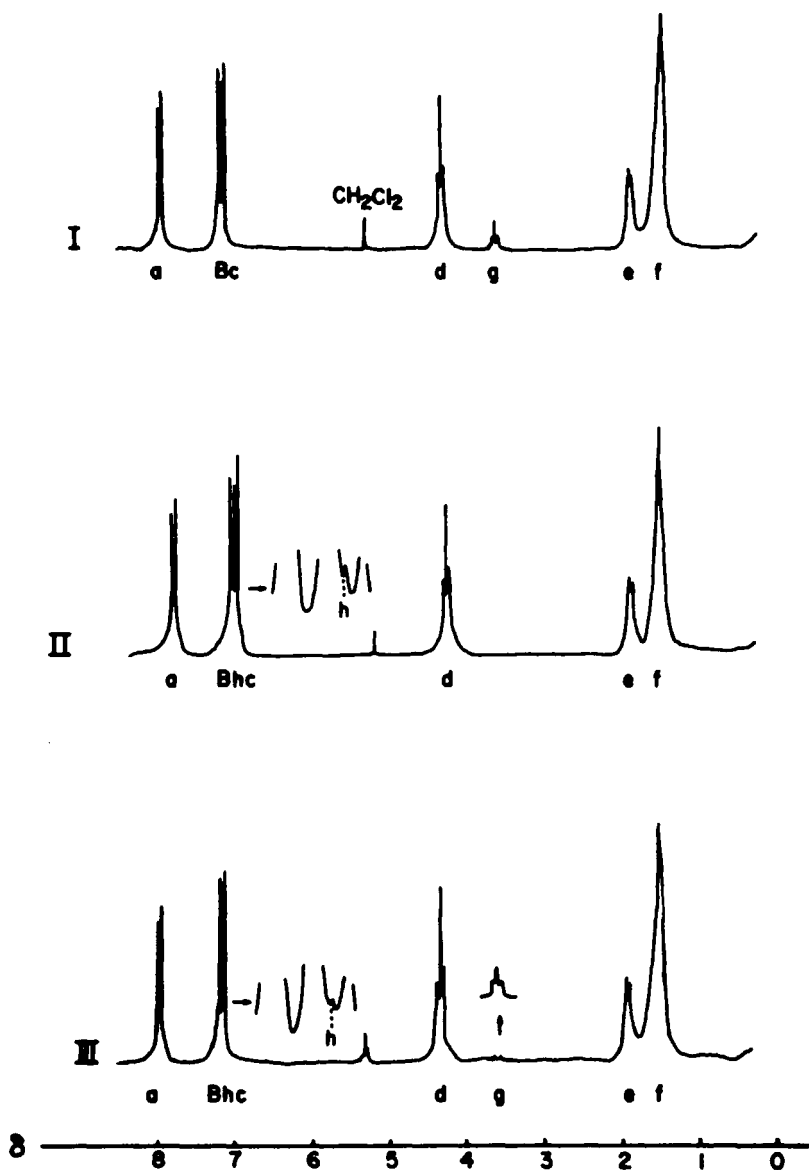 CH₂Cl₂
I
a Bc d g e f
h
II
a Bhc d e f
h
III
a Bhc d g e f
δ 8 7 6 5 4 3 2 1 0